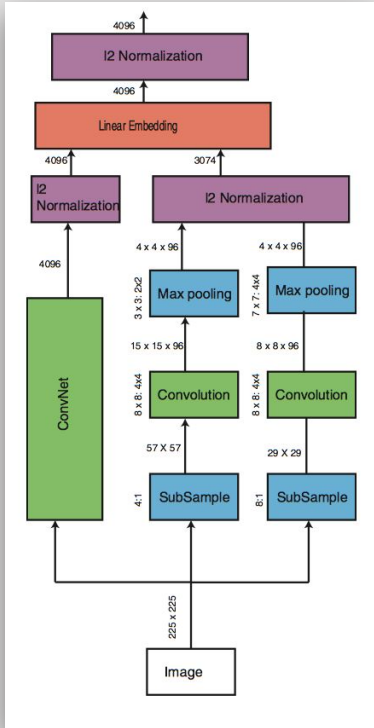 4096
l2 Normalization
4096
Linear Embedding
4096
3074
l2
Normalization
l2 Normalization
4096
4 x 4 x 96
4 x 4 x 96
3 x 3: 2x2
Max pooling
7 x 7: 4x4
Max pooling
15 x 15 x 96
8 x 8 x 96
ConvNet
8 x 8: 4x4
Convolution
8 x 8: 4x4
Convolution
57 X 57
29 X 29
4:1
SubSample
8:1
SubSample
225 x 225
Image